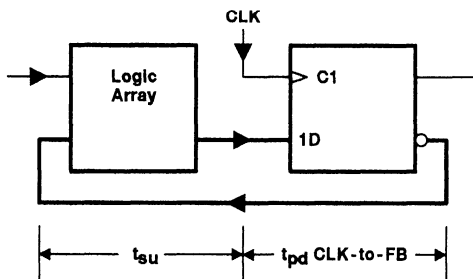 CLK
Logic
Array
C1
1D
tsu
tpd CLK-to-FB